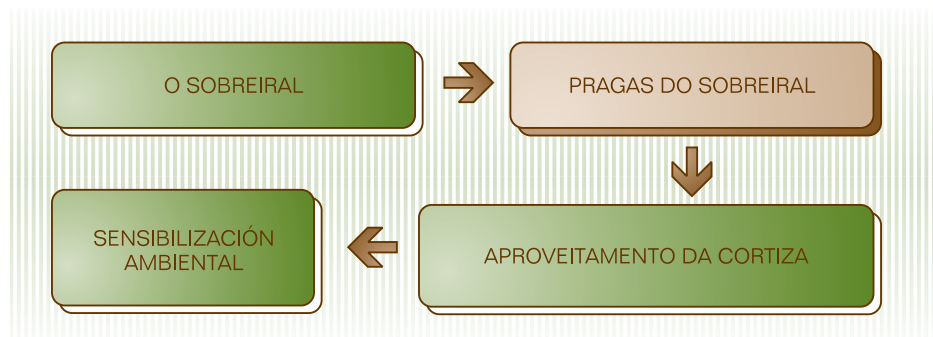 O SOBREIRAL
PRAGAS DO SOBREIRAL
APROVEITAMENTO DA CORTIZA
SENSIBILIZACIÓN
AMBIENTAL